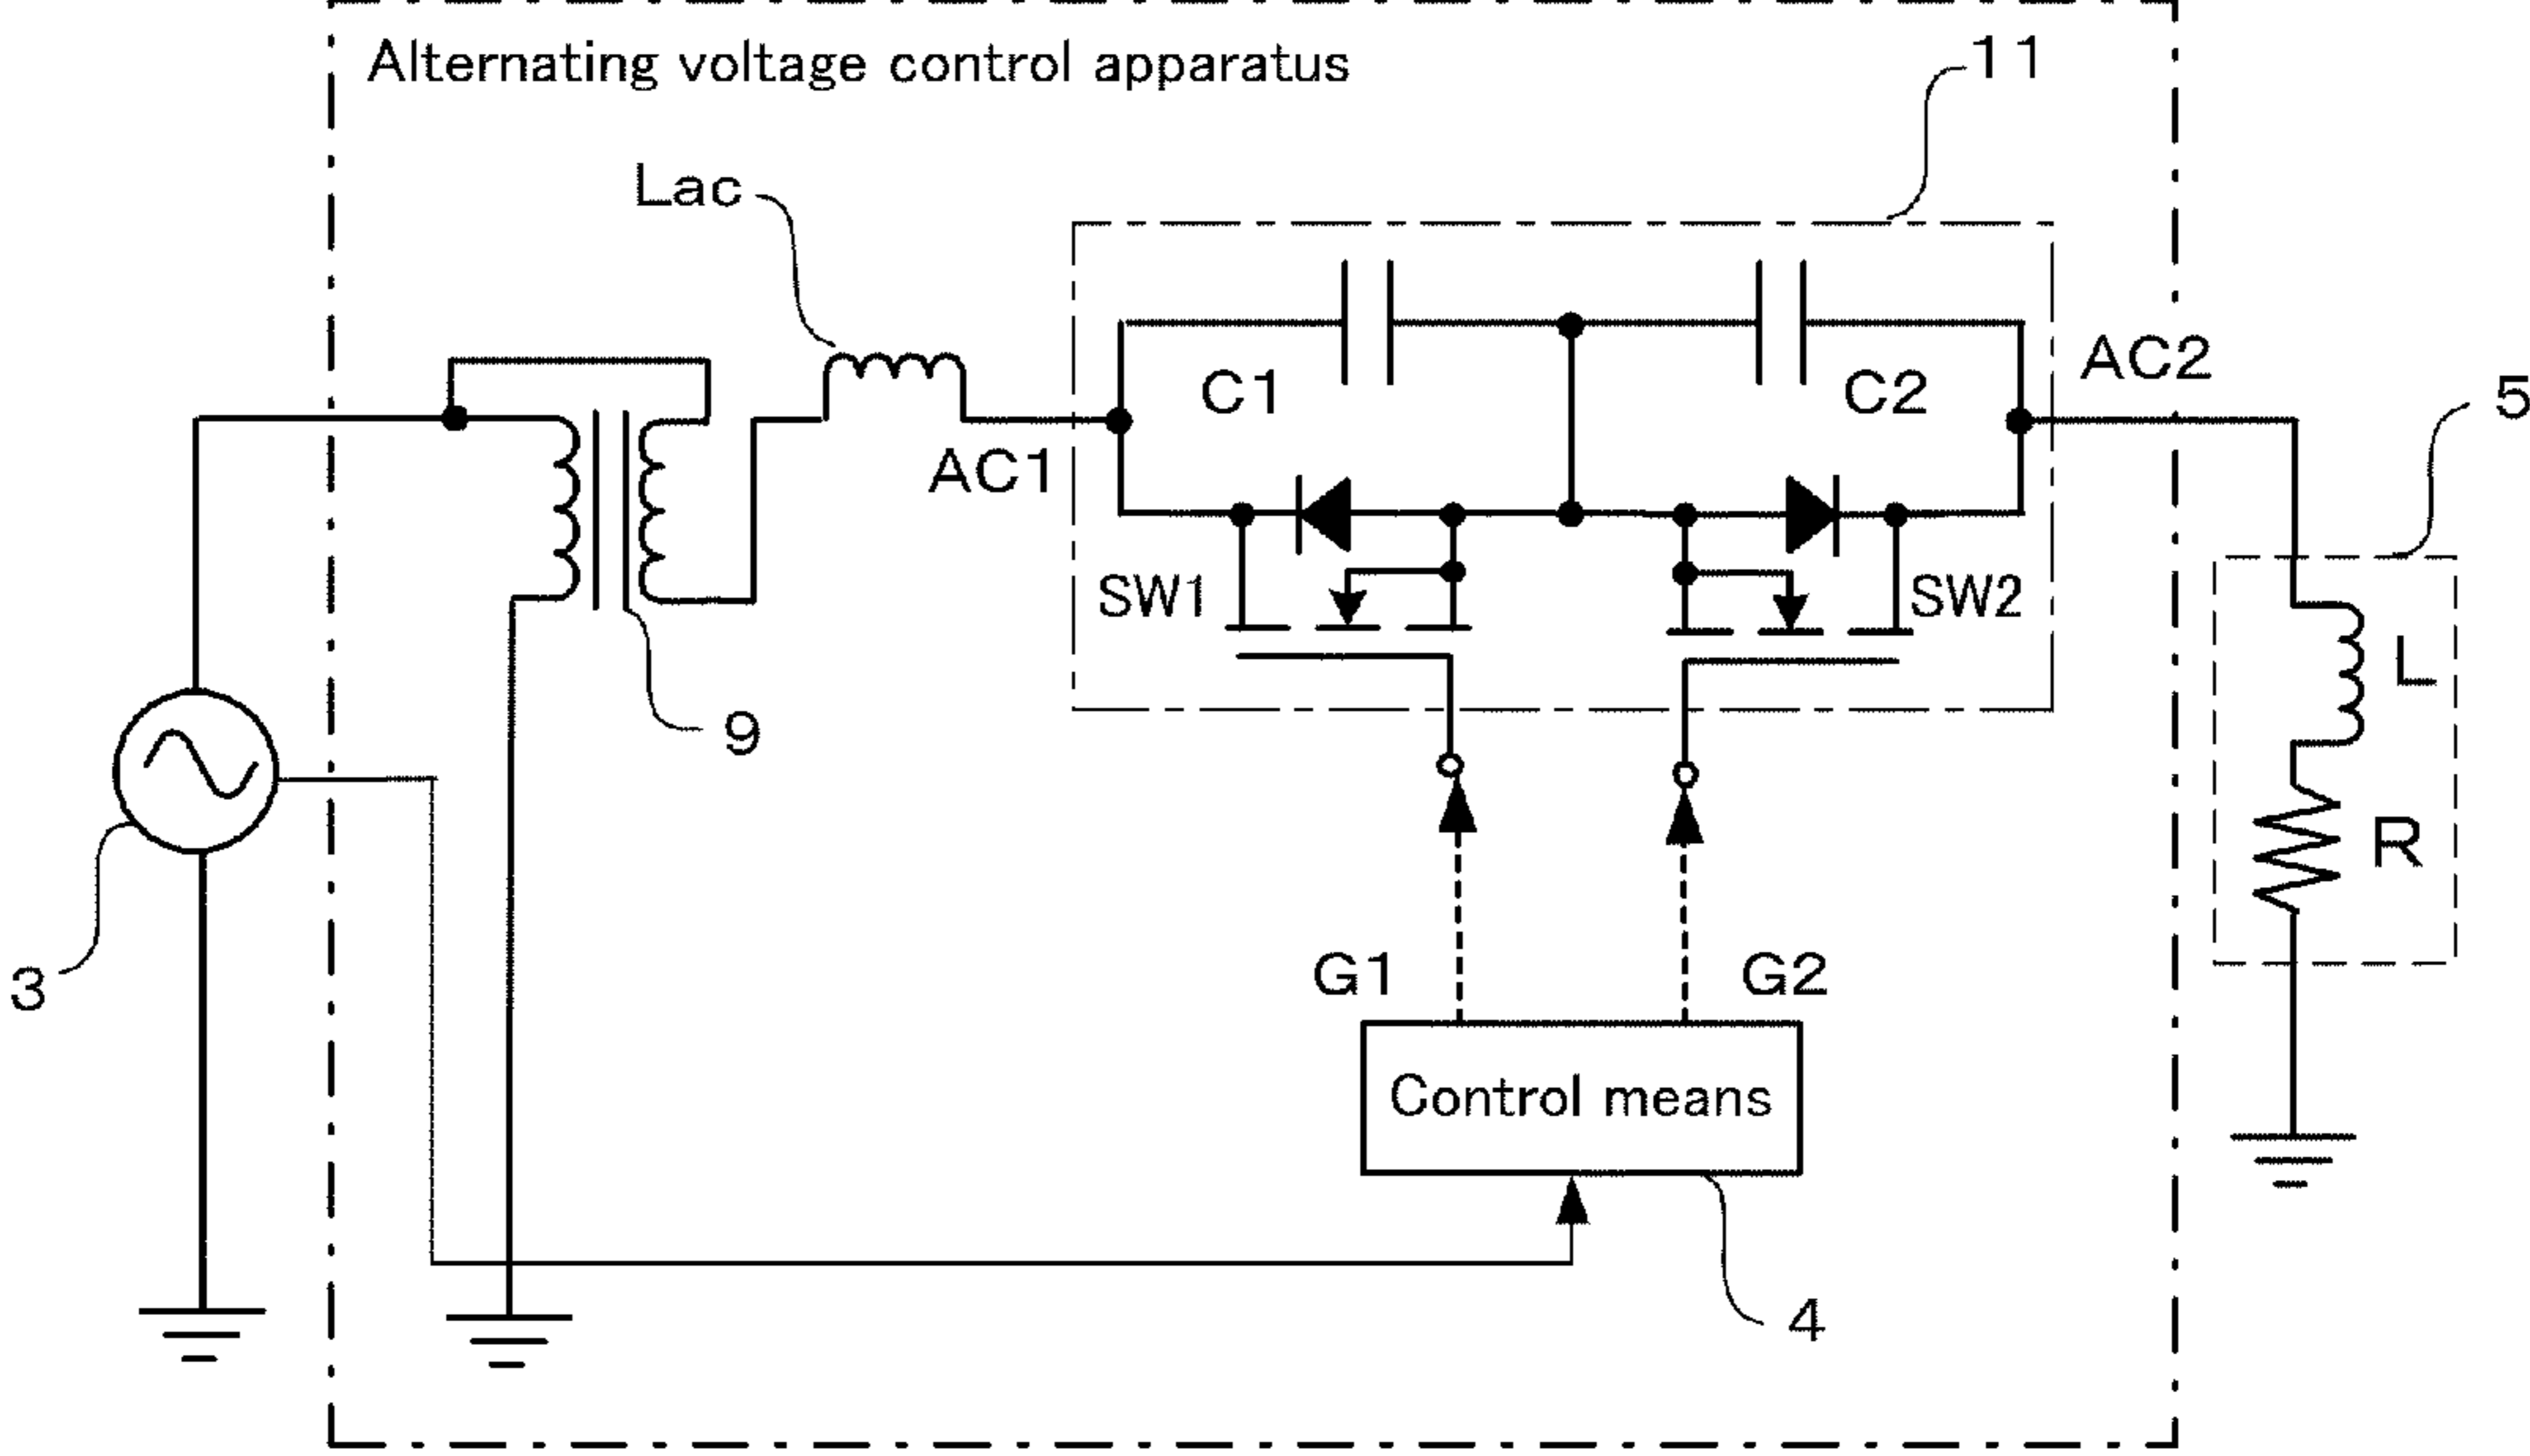 Alternating voltage control apparatus
11
Lac
C1
C2
AC2
5
AC1
SW1
SW2
L
9
R
3
G1
G2
Control means
4